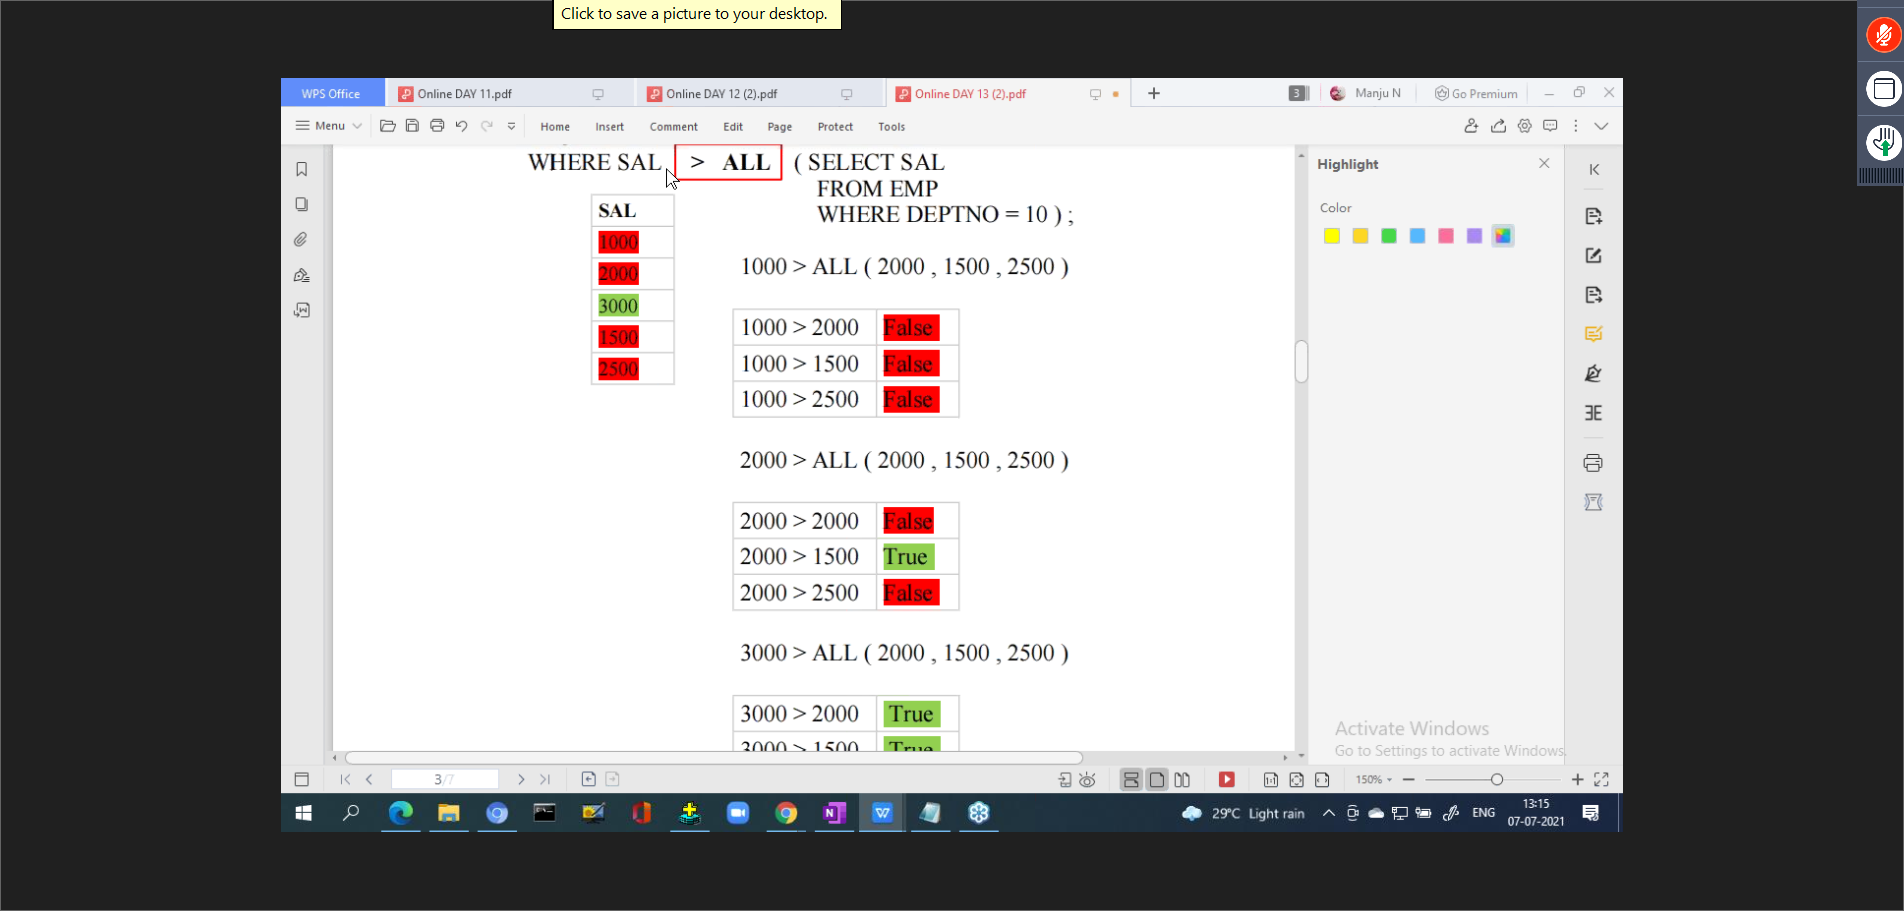 Click to save a picture to your desktop.
WPS Office
Online DAY 11.pdf
Online DAY 12 (2).pdf
Online DAY 13 (2).pdf
3
Manju N
Go Premium
Menu
Home
Insert
Comment
Edit
Page
Protect
Tools
WHERE SAL > ALL ( SELECT SAL
FROM EMP
WHERE DEPTNO = 10 ) ;
SAL
1000
2000
3000
1500
2500
1000 > ALL ( 2000 , 1500 , 2500 )
1000 > 2000 False
1000 > 1500 False
1000 > 2500 False
2000 > ALL ( 2000 , 1500 , 2500 )
2000 > 2000 False
2000 > 1500 True
2000 > 2500 False
3000 > ALL ( 2000 , 1500 , 2500 )
3000 > 2000 True
3000 > 1500 True
Highlight
Color
Activate Windows
Go to Settings to activate Windows.
3/7
150%
29°C Light rain
ENG
13:15
07-07-2021